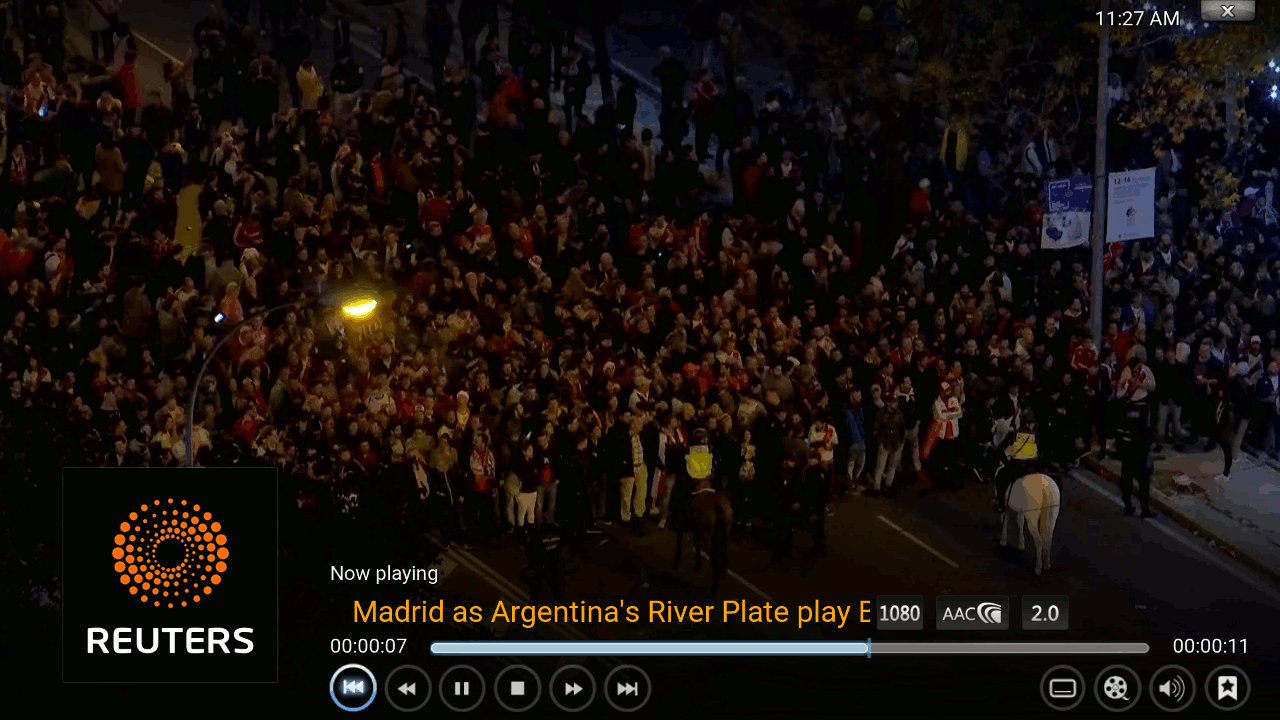 11:27 AM
REUTERS
Now playing
Madrid as Argentina's River Plate play
1080
AAC
2.0
00:00:07
00:00:11